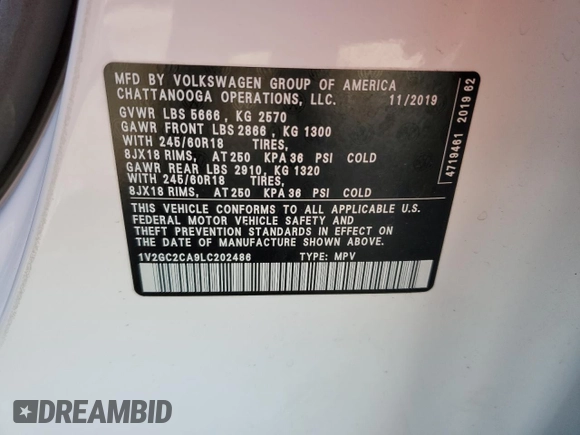 MFD BY VOLKSWAGEN GROUP OF AMERICA
CHATTANOOGA OPERATIONS, LLC. 11/2019
GVWR LBS 5666 , KG 2570
GAWR FRONT LBS 2866 , KG 1300
WITH 245/60R18 TIRES,
8JX18 RIMS, AT 250 KPA 36 PSI COLD
GAWR REAR LBS 2910, KG 1320
WITH 245/60R18 TIRES,
8JX18 RIMS, AT 250 KPA 36 PSI COLD
THIS VEHICLE CONFORMS TO ALL APPLICABLE U.S.
FEDERAL MOTOR VEHICLE SAFETY AND
THEFT PREVENTION STANDARDS IN EFFECT ON
THE DATE OF MANUFACTURE SHOWN ABOVE.
1V2GC2CA9LC202486 TYPE: MPV
4719461 2019 62
DREAMBID